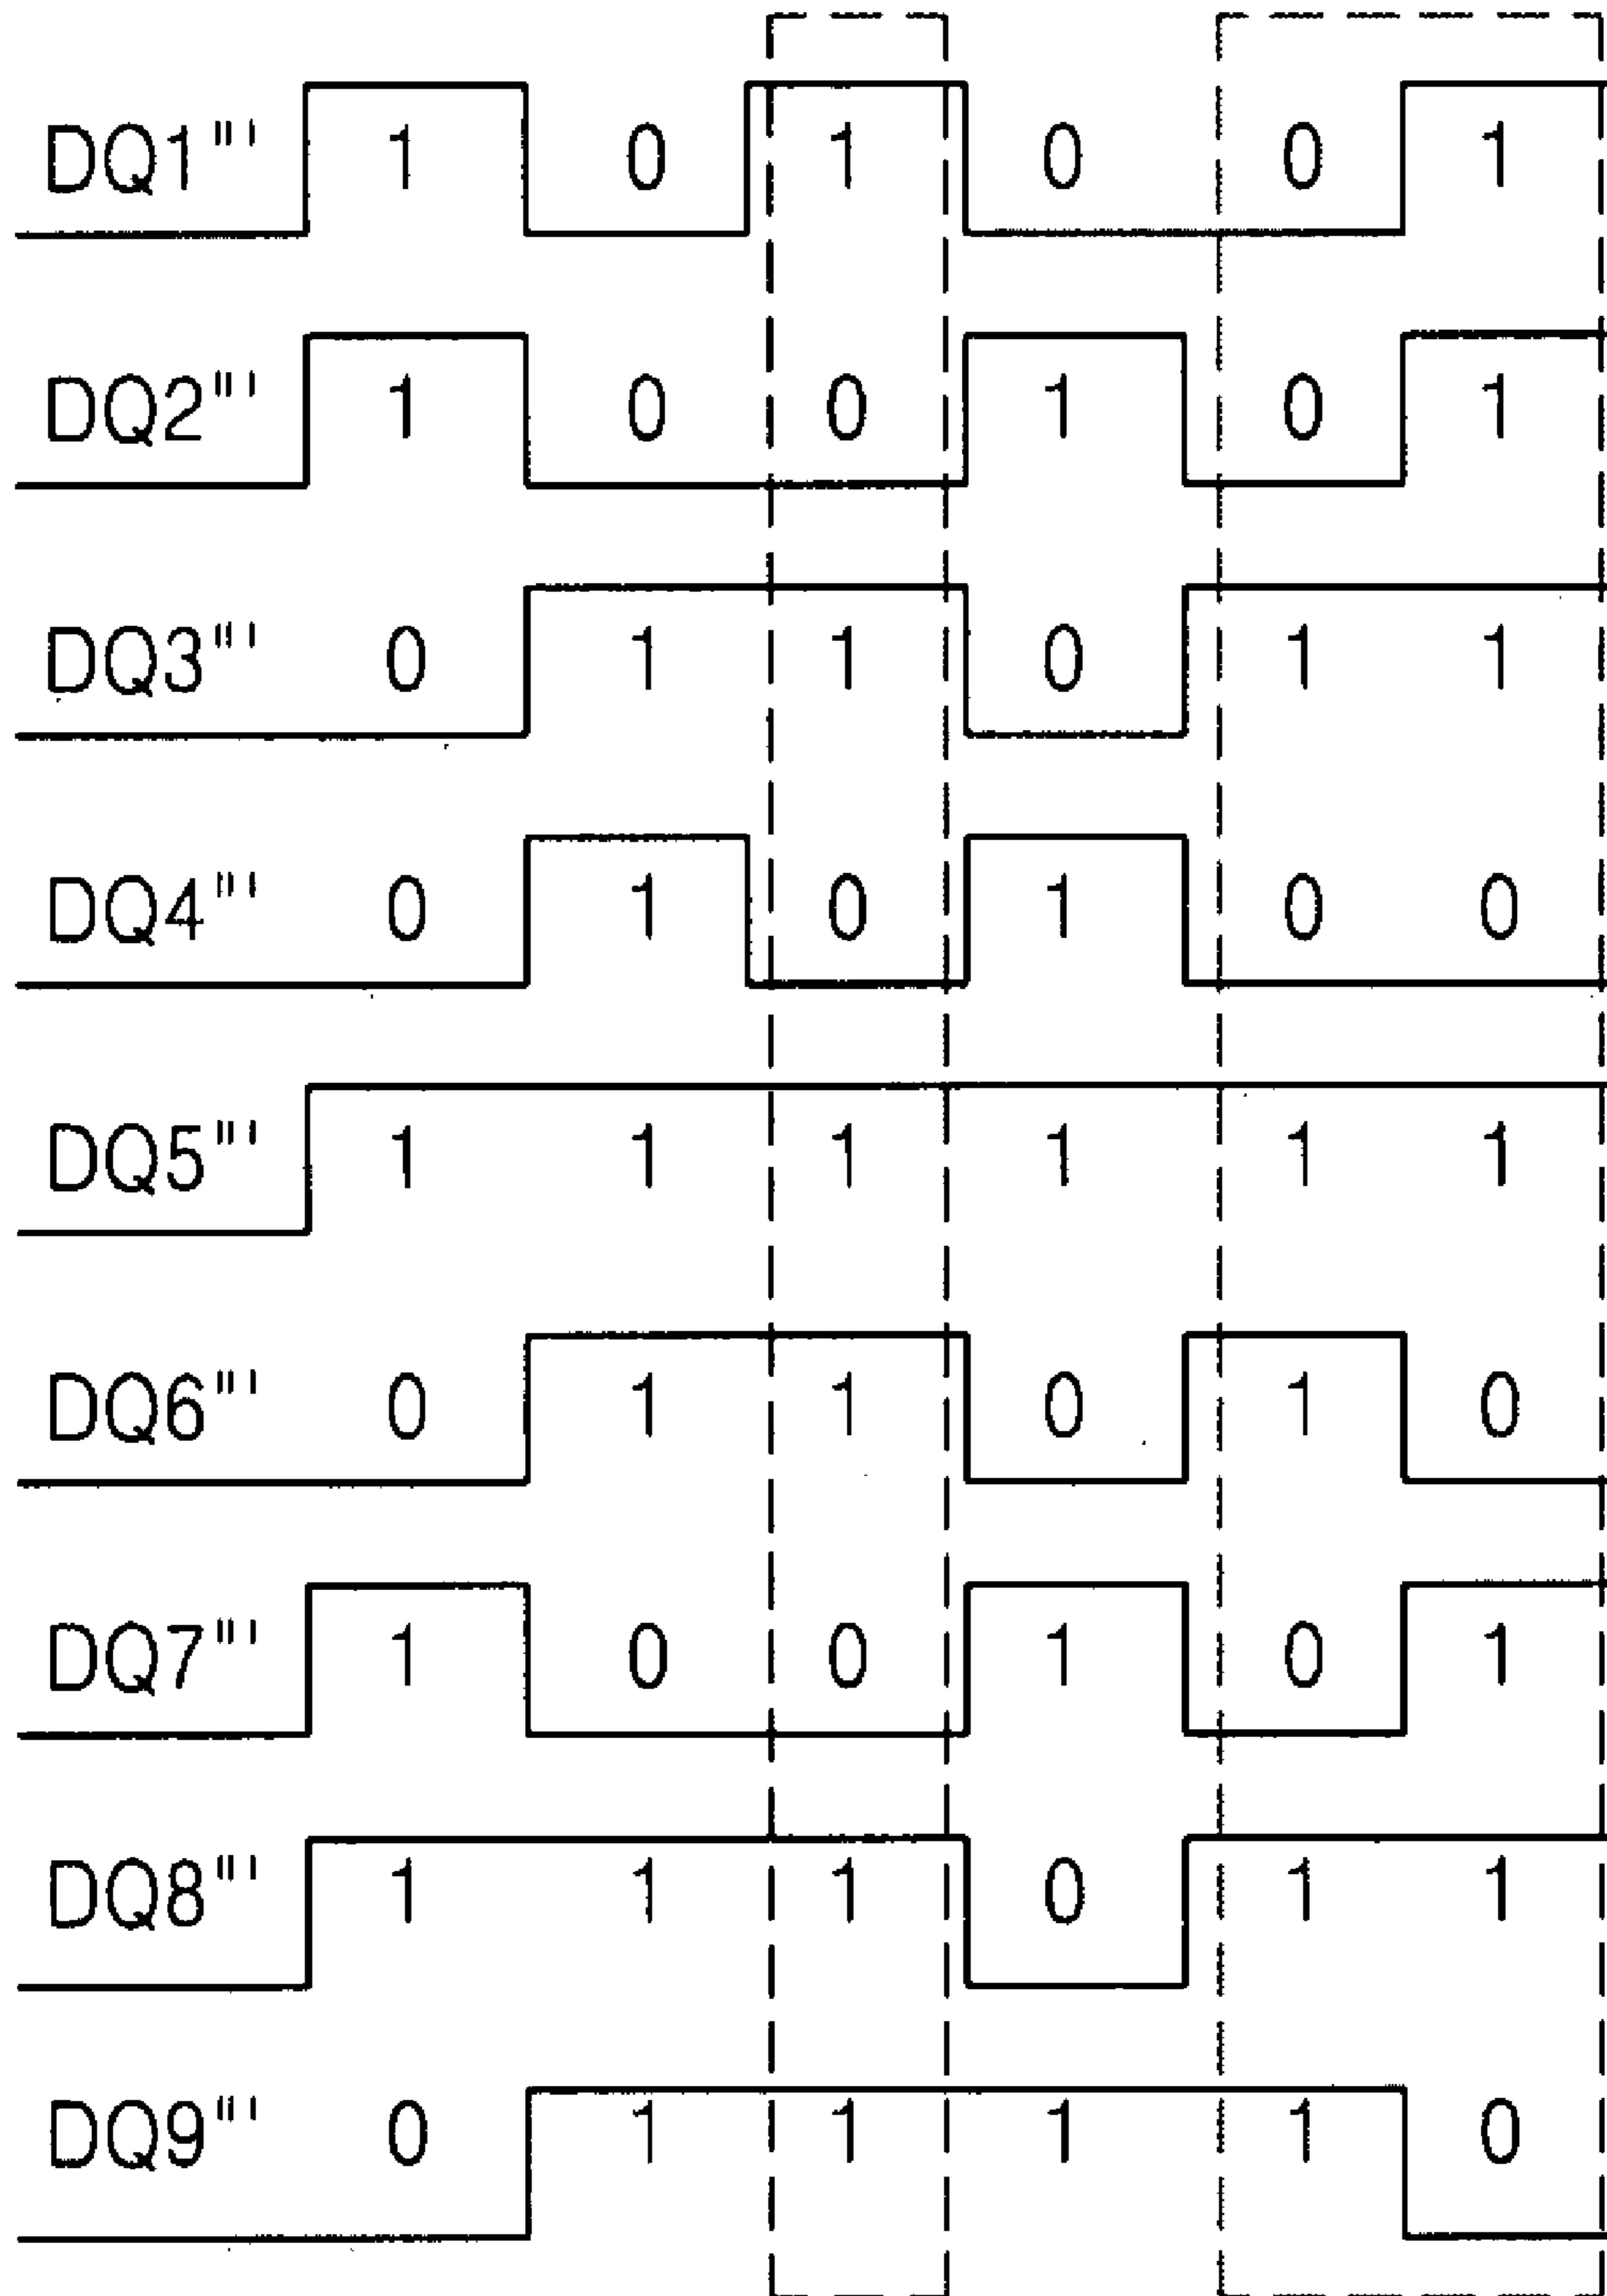 DQ1"' 1 0 1 0 0 1
DQ2"' 1 0 0 1 0 1
DQ3"' 0 1 1 0 1 1
DQ4"' 0 1 0 1 0 0
DQ5"' 1 1 1 1 1 1
DQ6"' 0 1 1 0 1 0
DQ7"' 1 0 0 1 0 1
DQ8"' 1 1 1 0 1 1
DQ9"' 0 1 1 1 1 0